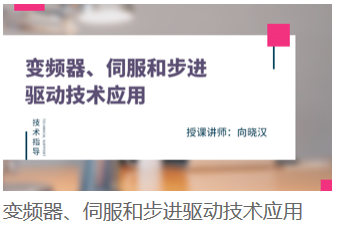 变频器、伺服和步进
驱动技术应用
技术指导
授课讲师：向晓汉
变频器、伺服和步进驱动技术应用